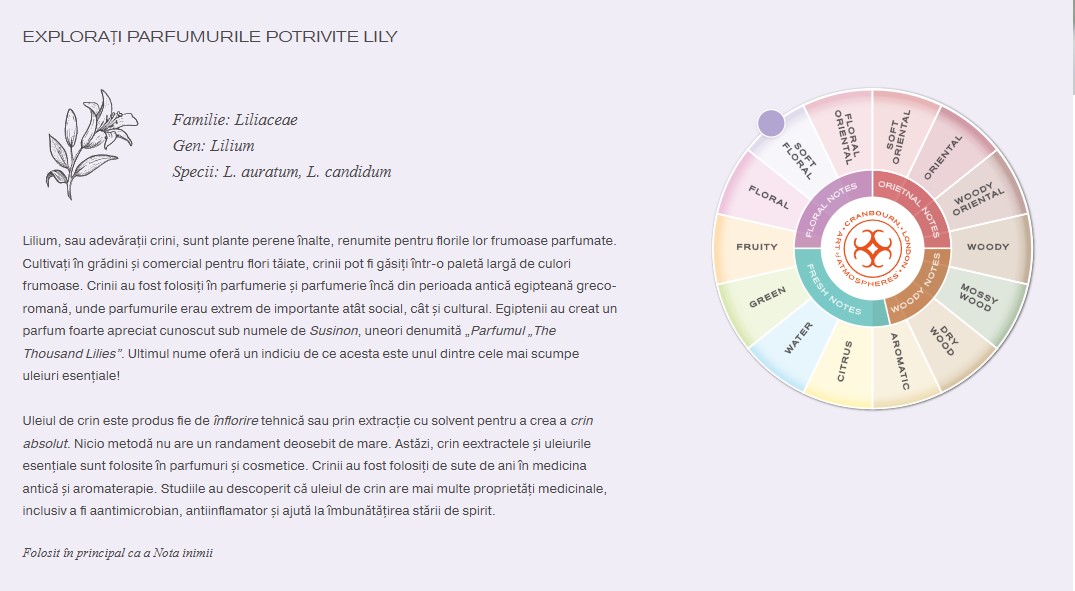 EXPLORAȚI PARFUMURILE POTRIVITE LILY
Familie: Liliaceae
Gen: Lilium
Specii: L. auratum, L. candidum
Lilium, sau adevărații crini, sunt plante perene înalte, renumite pentru florile lor frumoase parfumate.
Cultivați în grădini și comercial pentru flori tăiate, crinii pot fi găsiți într-o paletă largă de culori
frumoase. Crinii au fost folosiți în parfumerie și parfumerie încă din perioada antică egipteană greco-
romană, unde parfumurile erau extrem de importante atât social, cât și cultural. Egiptenii au creat un
parfum foarte apreciat cunoscut sub numele de Susinon, uneori denumită „Parfumul „The
Thousand Lilies”. Ultimul nume oferă un indiciu de ce acesta este unul dintre cele mai scumpe
uleiuri esențiale!
Uleiul de crin este produs fie de înflorire tehnică sau prin extracție cu solvent pentru a crea a crin
absolut. Nicio metodă nu are un randament deosebit de mare. Astăzi, crin eextractele și uleiurile
esențiale sunt folosite în parfumuri și cosmetice. Crinii au fost folosiți de sute de ani în medicina
antică și aromaterapie. Studiile au descoperit că uleiul de crin are mai multe proprietăți medicinale,
inclusiv a fi aantimicrobian, antiinflamator și ajută la îmbunătățirea stării de spirit.
Folosit în principal ca a Nota inimii
FLORAL
ORIENTAL
SOFT
ORIENTAL
ORIENTAL
WOODY
ORIENTAL
WOODY
MOSSY
WOOD
DRY
WOOD
AROMATIC
CITRUS
WATER
GREEN
FRUITY
FLORAL
SOFT
FLORAL
FLORAL NOTES
ORIETNAL NOTES
WOODY NOTES
FRESH NOTES
CRANBOURN • LONDON
ART OF ATMOSPHERES